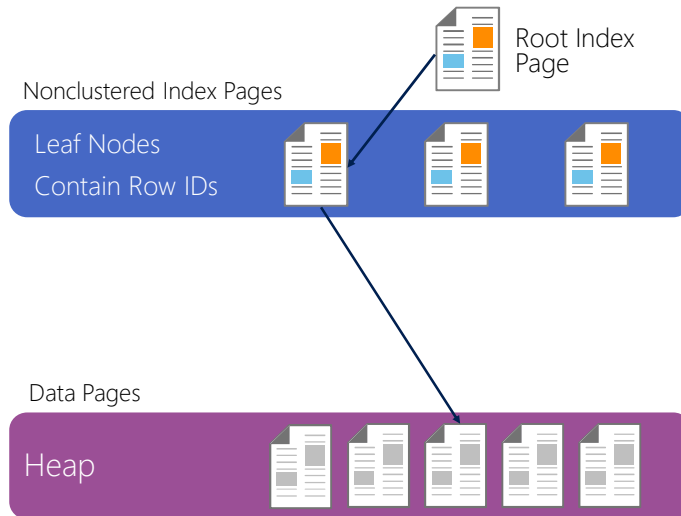 Root Index
Page
Nonclustered Index Pages
Leaf Nodes
Contain Row IDs
Data Pages
Heap